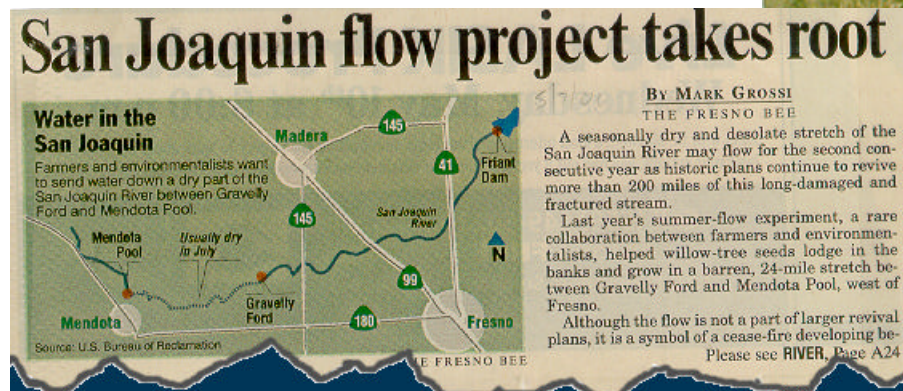 San Joaquin flow project takes root
Water in the
San Joaquin
Farmers and environmentalists want
to send water down a dry part of the
San Joaquin River between Gravelly
Ford and Mendota Pool.
Madera
145
41
Friant
Dam
145
San Joaquin
River
Mendota
Pool
Usually dry
in July
N
99
Gravelly
Ford
Mendota
180
Fresno
Source: U.S. Bureau of Reclamation
E FRESNO BEE
BY MARK GROSSI
THE FRESNO BEE
A seasonally dry and desolate stretch of the
San Joaquin River may flow for the second con-
secutive year as historic plans continue to revive
more than 200 miles of this long-damaged and
fractured stream.
Last year's summer-flow experiment, a rare
collaboration between farmers and environmen-
talists, helped willow-tree seeds lodge in the
banks and grow in a barren, 24-mile stretch be-
tween Gravelly Ford and Mendota Pool, west of
Fresno.
Although the flow is not a part of larger revival
plans, it is a symbol of a cease-fire developing be-
Please see RIVER, Page A24